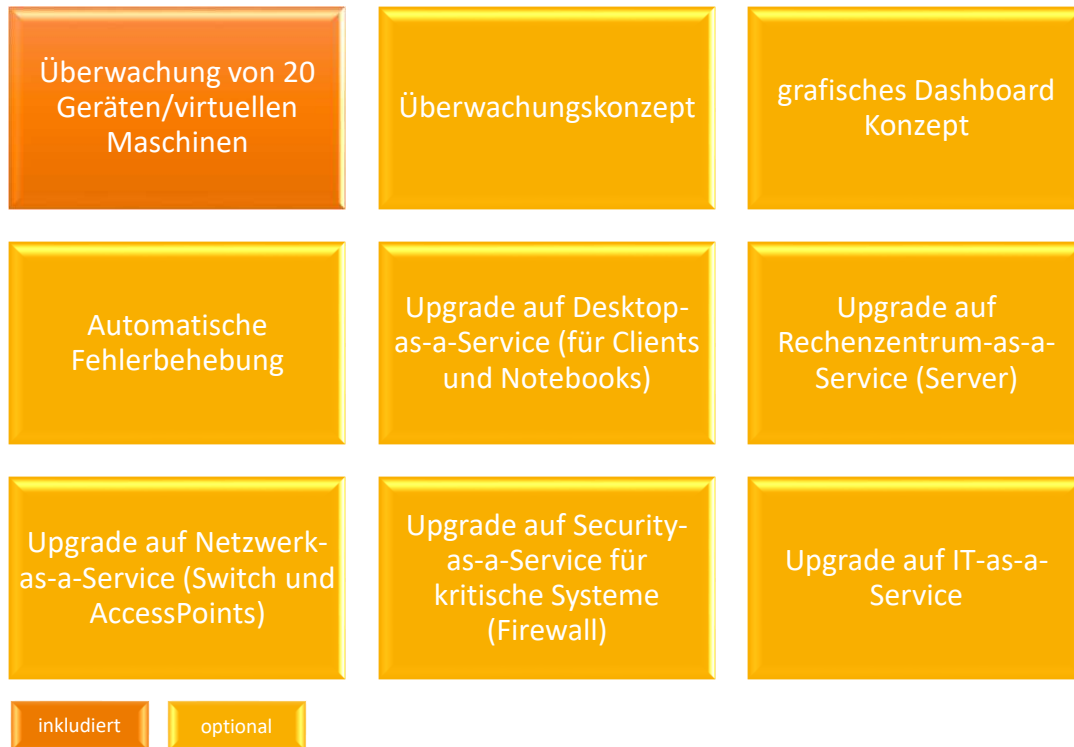 Überwachung von 20
Geräten/virtuellen
Maschinen
Überwachungskonzept
grafisches Dashboard
Konzept
Automatische
Fehlerbehebung
Upgrade auf Desktop-
as-a-Service (für Clients
und Notebooks)
Upgrade auf
Rechenzentrum-as-a-
Service (Server)
Upgrade auf Netzwerk-
as-a-Service (Switch und
AccessPoints)
Upgrade auf Security-
as-a-Service für
kritische Systeme
(Firewall)
Upgrade auf IT-as-a-
Service
inkludiert
optional